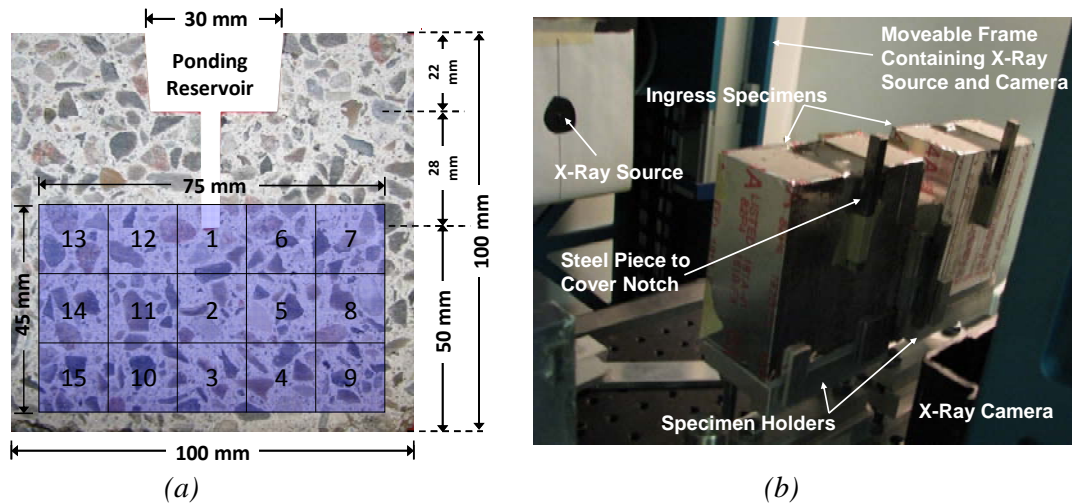 30 mm
Ponding
Reservoir
22
mm
28
mm
75 mm
45 mm
100 mm
50 mm
13 12 1 6 7
14 11 2 5 8
15 10 3 4 9
100 mm
(a)
Moveable Frame
Containing X-Ray
Source and Camera
Ingress Specimens
X-Ray Source
Steel Piece to
Cover Notch
Specimen Holders
X-Ray Camera
(b)